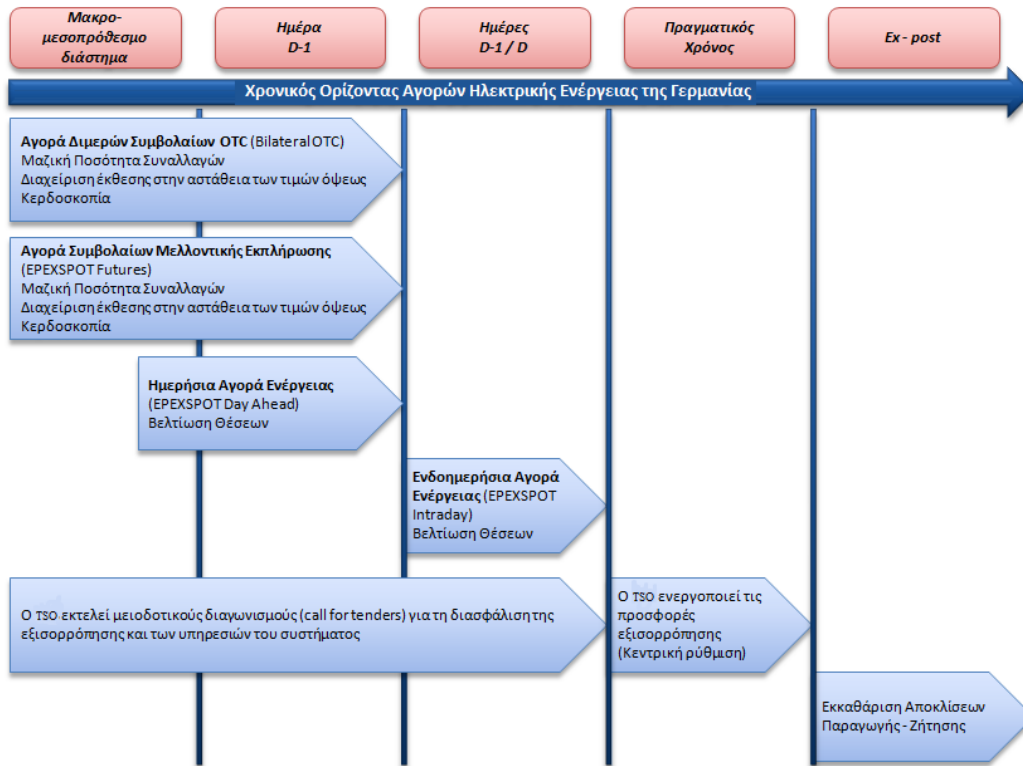 Μακρο-
μεσοπρόθεσμο
διάστημα
Ημέρα
D-1
Ημέρες
D-1 / D
Πραγματικός
Χρόνος
Ex - post
Χρονικός Ορίζοντας Αγορών Ηλεκτρικής Ενέργειας της Γερμανίας
Αγορά Διμερών Συμβολαίων OTC (Bilateral OTC)
Μαζική Ποσότητα Συναλλαγών
Διαχείριση έκθεσης στην αστάθεια των τιμών όψεως
Κερδοσκοπία
Αγορά Συμβολαίων Μελλοντικής Εκπλήρωσης
(EPEXSPOT Futures)
Μαζική Ποσότητα Συναλλαγών
Διαχείριση έκθεσης στην αστάθεια των τιμών όψεως
Κερδοσκοπία
Ημερήσια Αγορά Ενέργειας
(EPEXSPOT Day Ahead)
Βελτίωση Θέσεων
Ενδοημερήσια Αγορά
Ενέργειας (EPEXSPOT
Intraday)
Βελτίωση Θέσεων
Ο TSO εκτελεί μειοδοτικούς διαγωνισμούς (call for tenders) για τη διασφάλιση της
εξισορρόπησης και των υπηρεσιών του συστήματος
Ο TSO ενεργοποιεί τις
προσφορές
εξισορρόπησης
(Κεντρική ρύθμιση)
Εκκαθάριση Αποκλίσεων
Παραγωγής - Ζήτησης